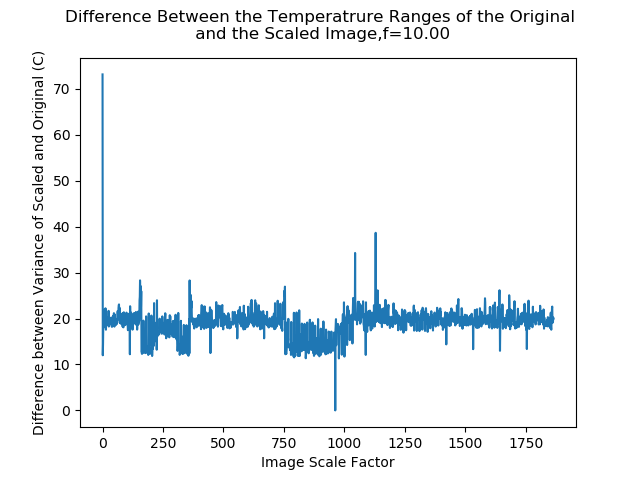 Difference Between the Temperatrure Ranges of the Original
and the Scaled Image,f=10.00
Difference between Variance of Scaled and Original (C)
70
60
50
40
30
20
10
0
0 250 500 750 1000 1250 1500 1750
Image Scale Factor